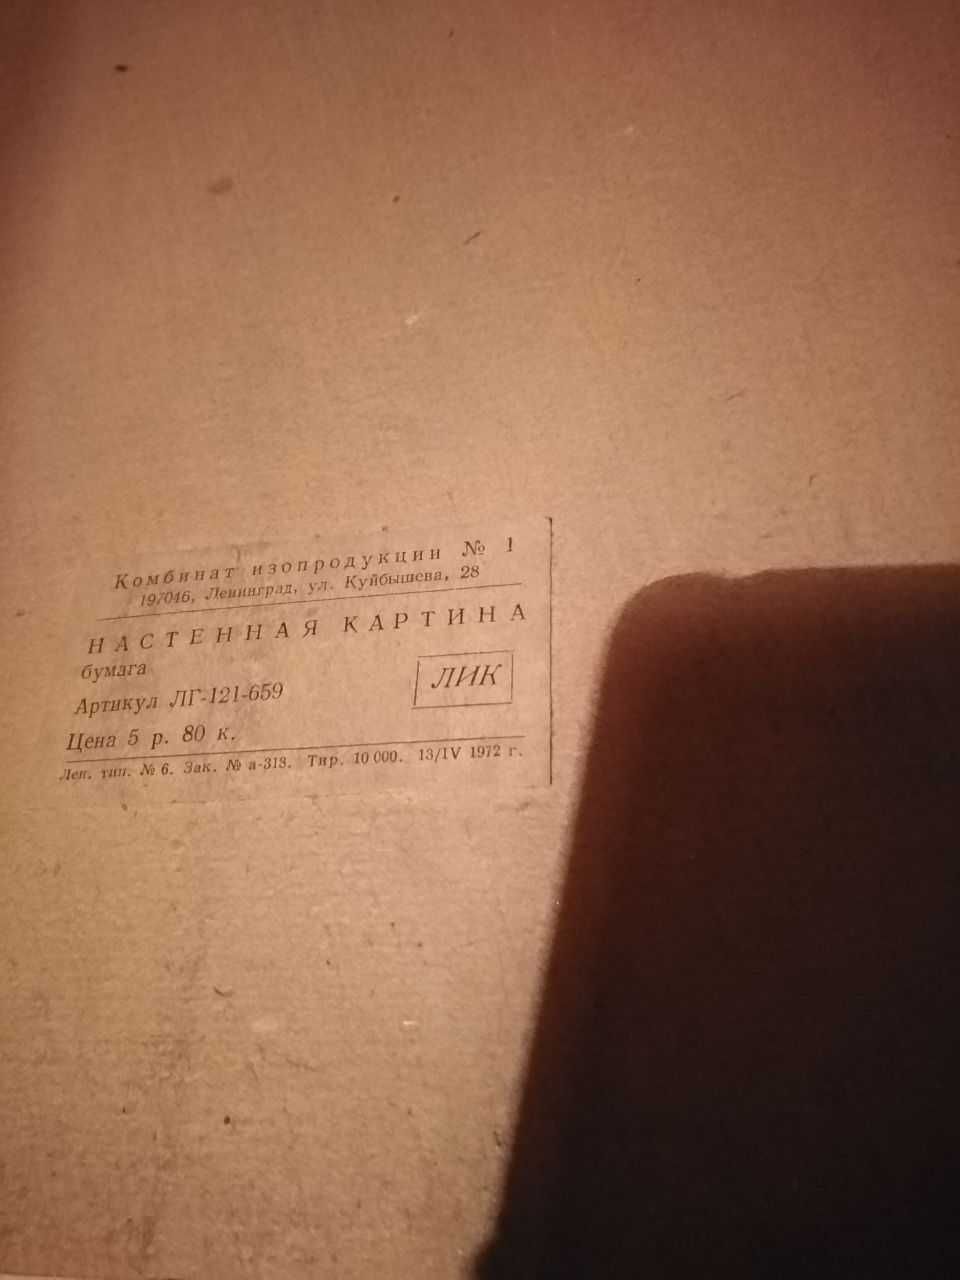 Комбинат изопродукции № 1
197046, Ленинград, ул. Куйбышева, 28
НАСТЕННАЯ КАРТИНА
бумага
Артикул ЛГ-121-659
ЛИК
Цена 5 р. 80 к.
Лен. тип. № 6. Зак. № а-313. Тир. 10 000. 13/IV 1972 г.